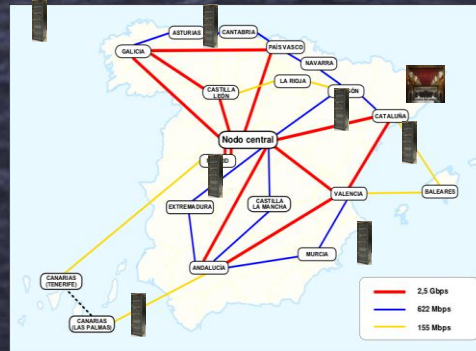 ASTURIAS
CANTABRIA
GALICIA
PAÍS VASCO
NAVARRA
LA RIOJA
CASTILLA
LEÓN
CATALUÑA
Nodo central
BALEARES
VALENCIA
EXTREMADURA
CASTILLA
LA MANCHA
MURCIA
ANDALUCÍA
CANARIAS
(TENERIFE)
CANARIAS
(LAS PALMAS)
2,5 Gbps
622 Mbps
155 Mbps